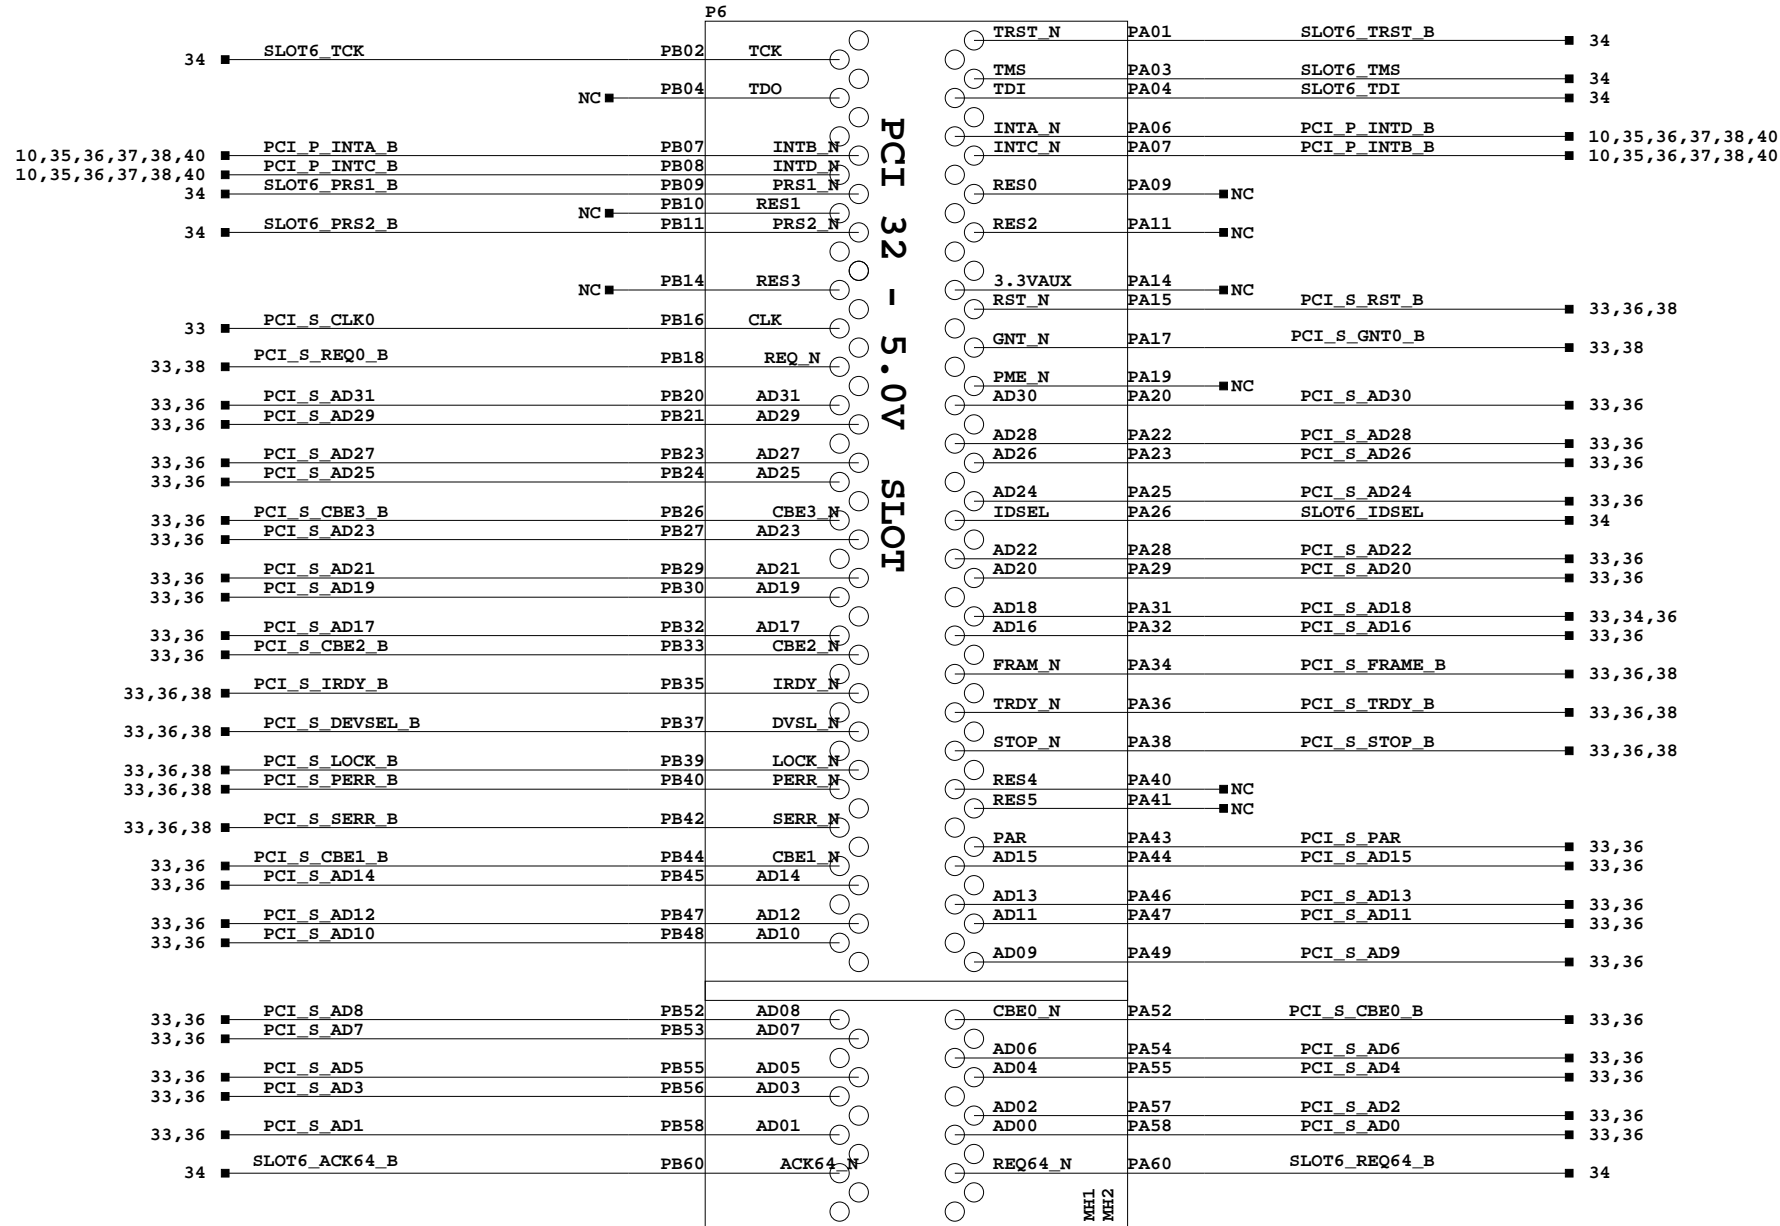 P6
34 SLOT6_TCK PB02 TCK
NC PB04 TDO
10,35,36,37,38,40 PCI_P_INTA_B PB07 INTB_N
10,35,36,37,38,40 PCI_P_INTC_B PB08 INTD_N
34 SLOT6_PRS1_B PB09 PRS1_N
NC PB10 RES1
34 SLOT6_PRS2_B PB11 PRS2_N
NC PB14 RES3
33 PCI_S_CLK0 PB16 CLK
33,38 PCI_S_REQ0_B PB18 REQ_N
33,36 PCI_S_AD31 PB20 AD31
33,36 PCI_S_AD29 PB21 AD29
33,36 PCI_S_AD27 PB23 AD27
33,36 PCI_S_AD25 PB24 AD25
33,36 PCI_S_CBE3_B PB26 CBE3_N
33,36 PCI_S_AD23 PB27 AD23
33,36 PCI_S_AD21 PB29 AD21
33,36 PCI_S_AD19 PB30 AD19
33,36 PCI_S_AD17 PB32 AD17
33,36 PCI_S_CBE2_B PB33 CBE2_N
33,36,38 PCI_S_IRDY_B PB35 IRDY_N
33,36,38 PCI_S_DEVSEL_B PB37 DVSL_N
33,36,38 PCI_S_LOCK_B PB39 LOCK_N
33,36,38 PCI_S_PERR_B PB40 PERR_N
33,36,38 PCI_S_SERR_B PB42 SERR_N
33,36 PCI_S_CBE1_B PB44 CBE1_N
33,36 PCI_S_AD14 PB45 AD14
33,36 PCI_S_AD12 PB47 AD12
33,36 PCI_S_AD10 PB48 AD10
33,36 PCI_S_AD8 PB52 AD08
33,36 PCI_S_AD7 PB53 AD07
33,36 PCI_S_AD5 PB55 AD05
33,36 PCI_S_AD3 PB56 AD03
33,36 PCI_S_AD1 PB58 AD01
34 SLOT6_ACK64_B PB60 ACK64_N
PCI 32 - 5.0V SLOT
TRST_N PA01 SLOT6_TRST_B 34
TMS PA03 SLOT6_TMS 34
TDI PA04 SLOT6_TDI 34
INTA_N PA06 PCI_P_INTD_B 10,35,36,37,38,40
INTC_N PA07 PCI_P_INTB_B 10,35,36,37,38,40
RES0 PA09 NC
RES2 PA11 NC
3.3VAUX PA14 NC
RST_N PA15 PCI_S_RST_B 33,36,38
GNT_N PA17 PCI_S_GNT0_B 33,38
PME_N PA19 NC
AD30 PA20 PCI_S_AD30 33,36
AD28 PA22 PCI_S_AD28 33,36
AD26 PA23 PCI_S_AD26 33,36
AD24 PA25 PCI_S_AD24 33,36
IDSEL PA26 SLOT6_IDSEL 34
AD22 PA28 PCI_S_AD22 33,36
AD20 PA29 PCI_S_AD20 33,36
AD18 PA31 PCI_S_AD18 33,34,36
AD16 PA32 PCI_S_AD16 33,36
FRAM_N PA34 PCI_S_FRAME_B 33,36,38
TRDY_N PA36 PCI_S_TRDY_B 33,36,38
STOP_N PA38 PCI_S_STOP_B 33,36,38
RES4 PA40 NC
RES5 PA41 NC
PAR PA43 PCI_S_PAR 33,36
AD15 PA44 PCI_S_AD15 33,36
AD13 PA46 PCI_S_AD13 33,36
AD11 PA47 PCI_S_AD11 33,36
AD09 PA49 PCI_S_AD9 33,36
CBE0_N PA52 PCI_S_CBE0_B 33,36
AD06 PA54 PCI_S_AD6 33,36
AD04 PA55 PCI_S_AD4 33,36
AD02 PA57 PCI_S_AD2 33,36
AD00 PA58 PCI_S_AD0 33,36
REQ64_N PA60 SLOT6_REQ64_B 34
MH1
MH2